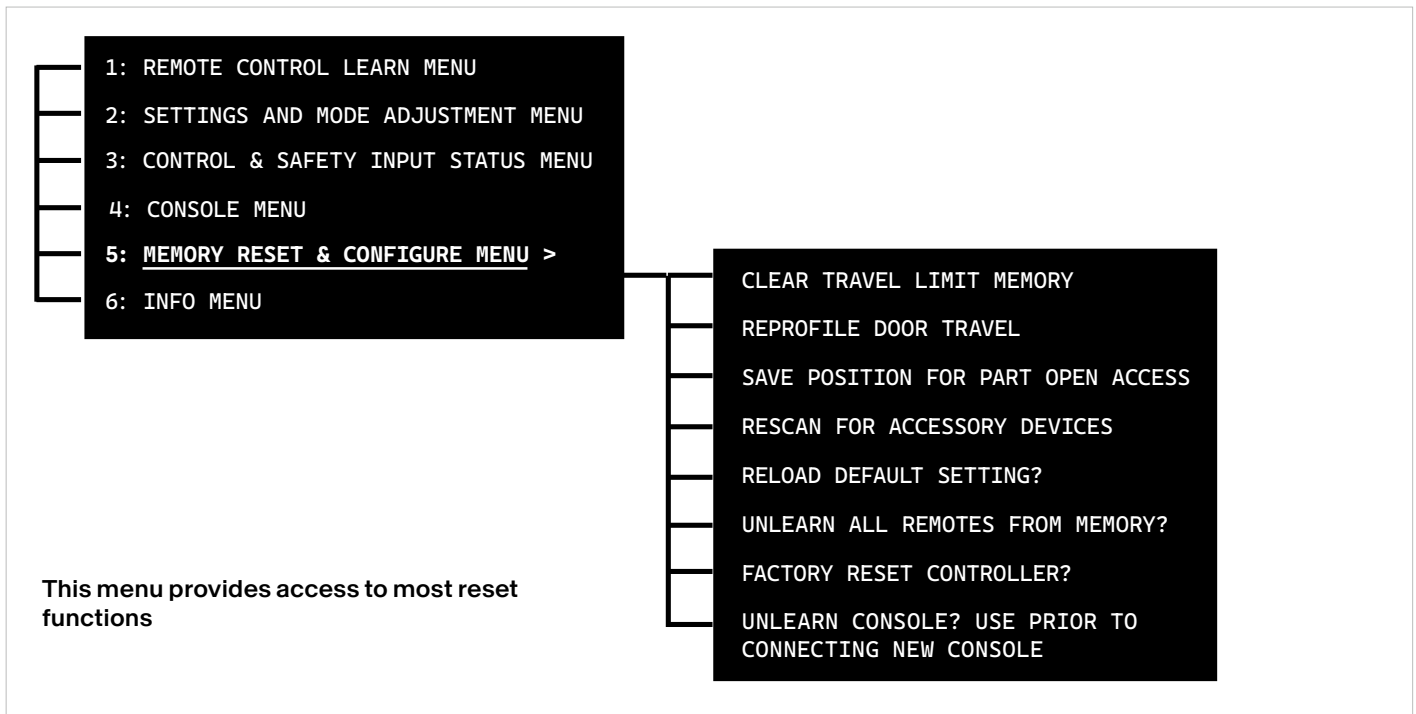 1: REMOTE CONTROL LEARN MENU
2: SETTINGS AND MODE ADJUSTMENT MENU
3: CONTROL & SAFETY INPUT STATUS MENU
4: CONSOLE MENU
5: MEMORY RESET & CONFIGURE MENU >
6: INFO MENU
CLEAR TRAVEL LIMIT MEMORY
REPROFILE DOOR TRAVEL
SAVE POSITION FOR PART OPEN ACCESS
RESCAN FOR ACCESSORY DEVICES
RELOAD DEFAULT SETTING?
UNLEARN ALL REMOTES FROM MEMORY?
FACTORY RESET CONTROLLER?
UNLEARN CONSOLE? USE PRIOR TO
CONNECTING NEW CONSOLE
This menu provides access to most reset
functions